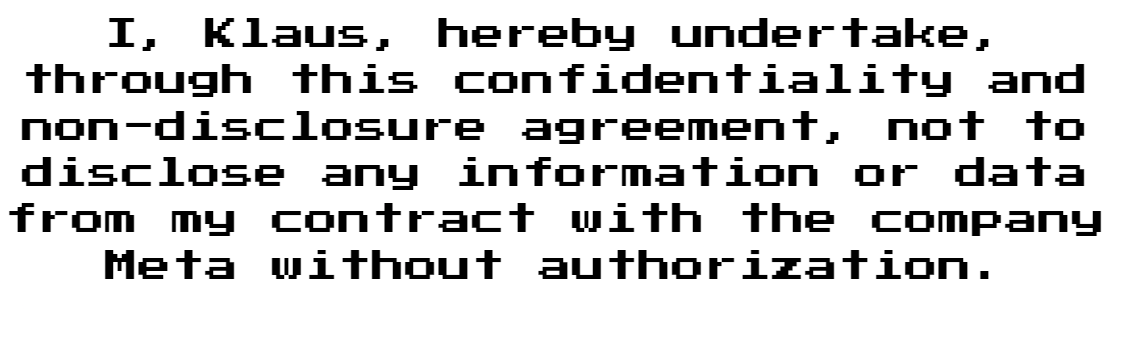 I, Klaus, hereby undertake,
through this confidentiality and
non-disclosure agreement, not to
disclose any information or data
from my contract with the company
Meta without authorization.